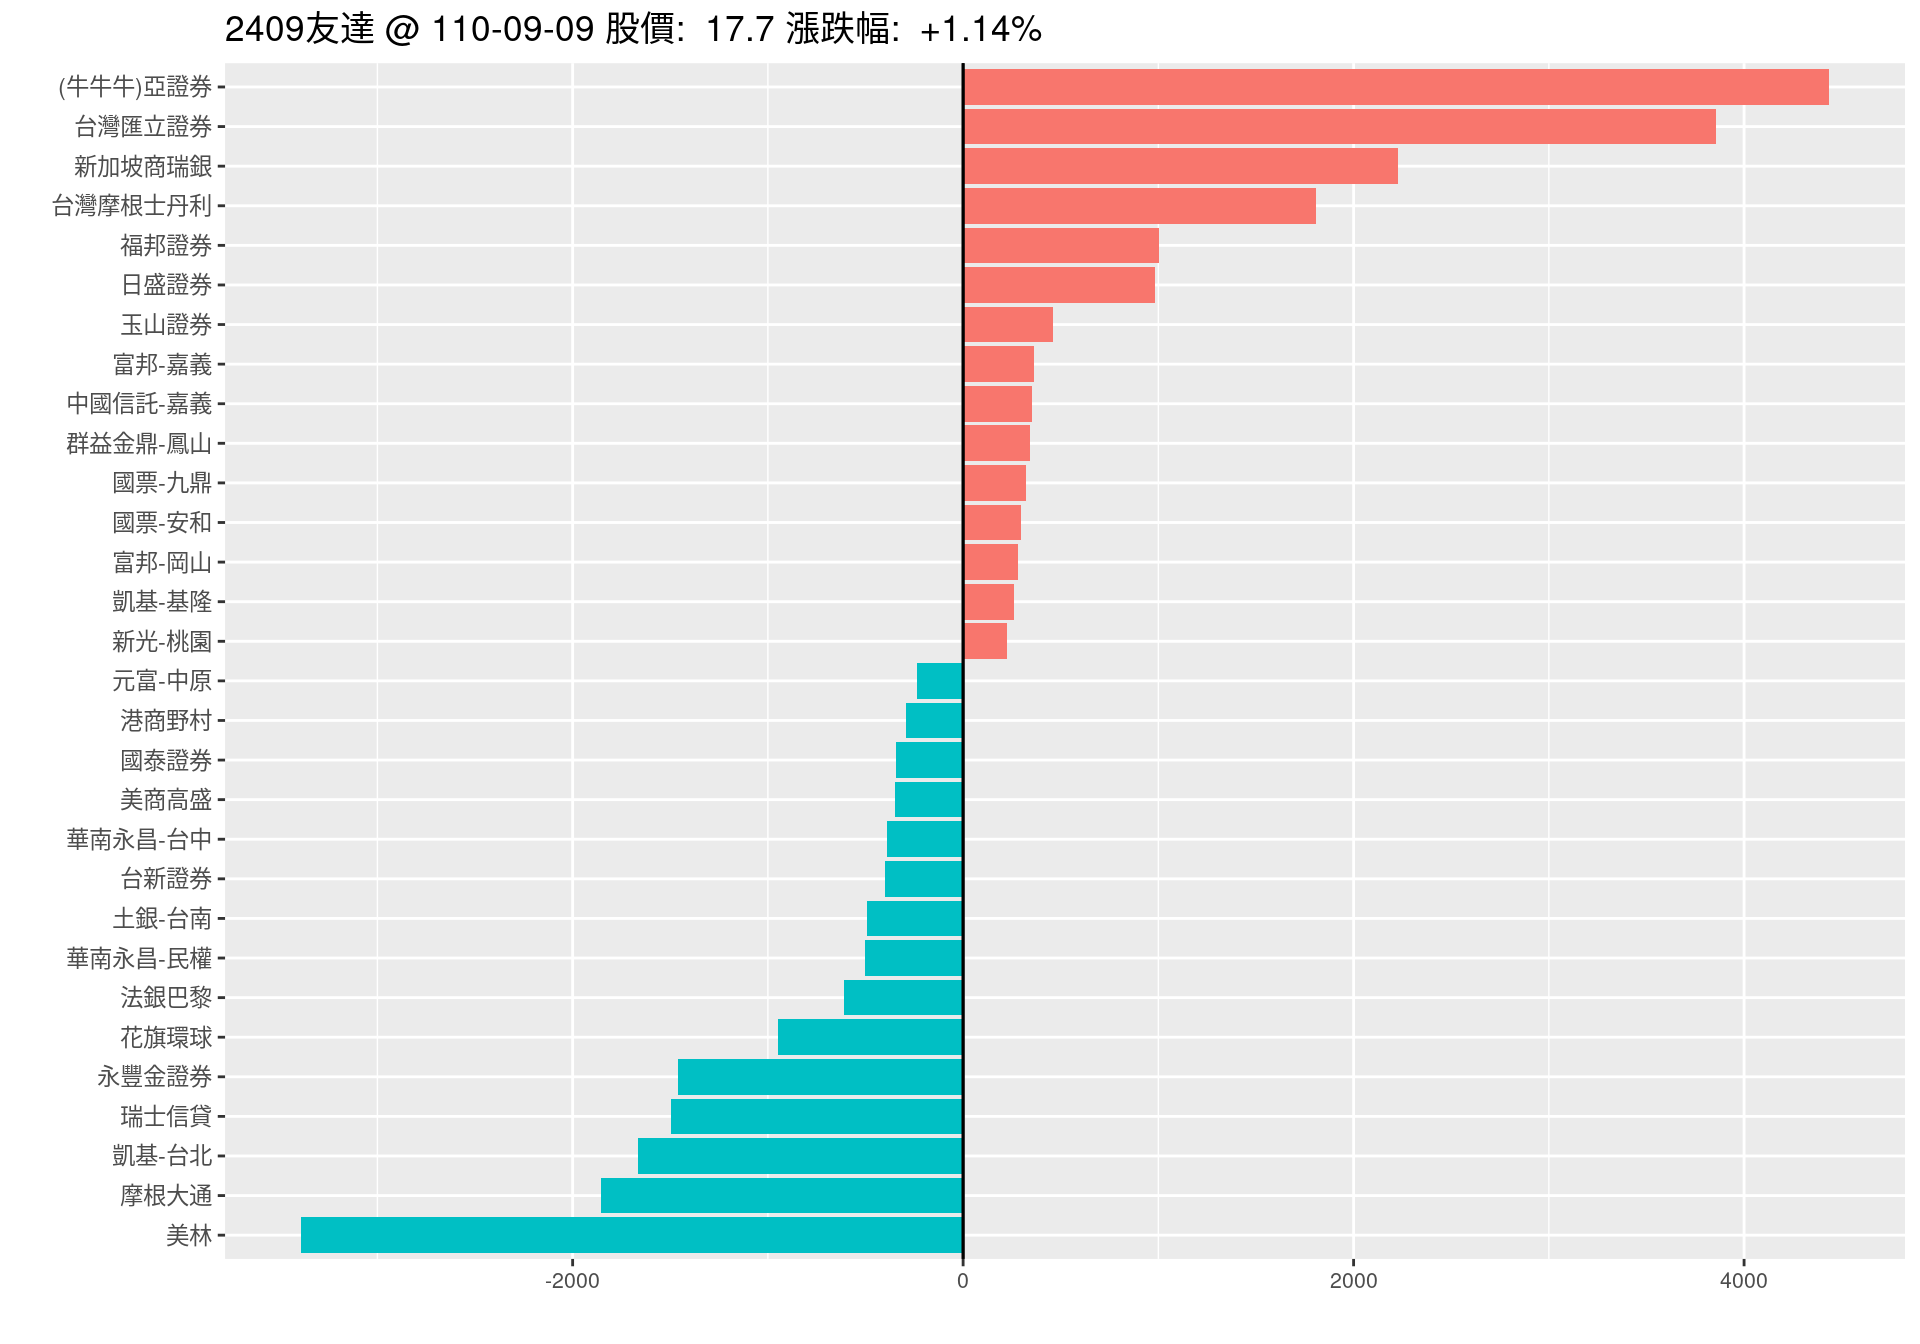 2409友達 @ 110-09-09 股價:  17.7 漲跌幅:  +1.14%
(牛牛牛)亞證券
台灣匯立證券
新加坡商瑞銀
台灣摩根士丹利
福邦證券
日盛證券
玉山證券
富邦-嘉義
中國信託-嘉義
群益金鼎-鳳山
國票-九鼎
國票-安和
富邦-岡山
凱基-基隆
新光-桃園
元富-中原
港商野村
國泰證券
美商高盛
華南永昌-台中
台新證券
土銀-台南
華南永昌-民權
法銀巴黎
花旗環球
永豐金證券
瑞士信貸
凱基-台北
摩根大通
美林
-2000 0 2000 4000